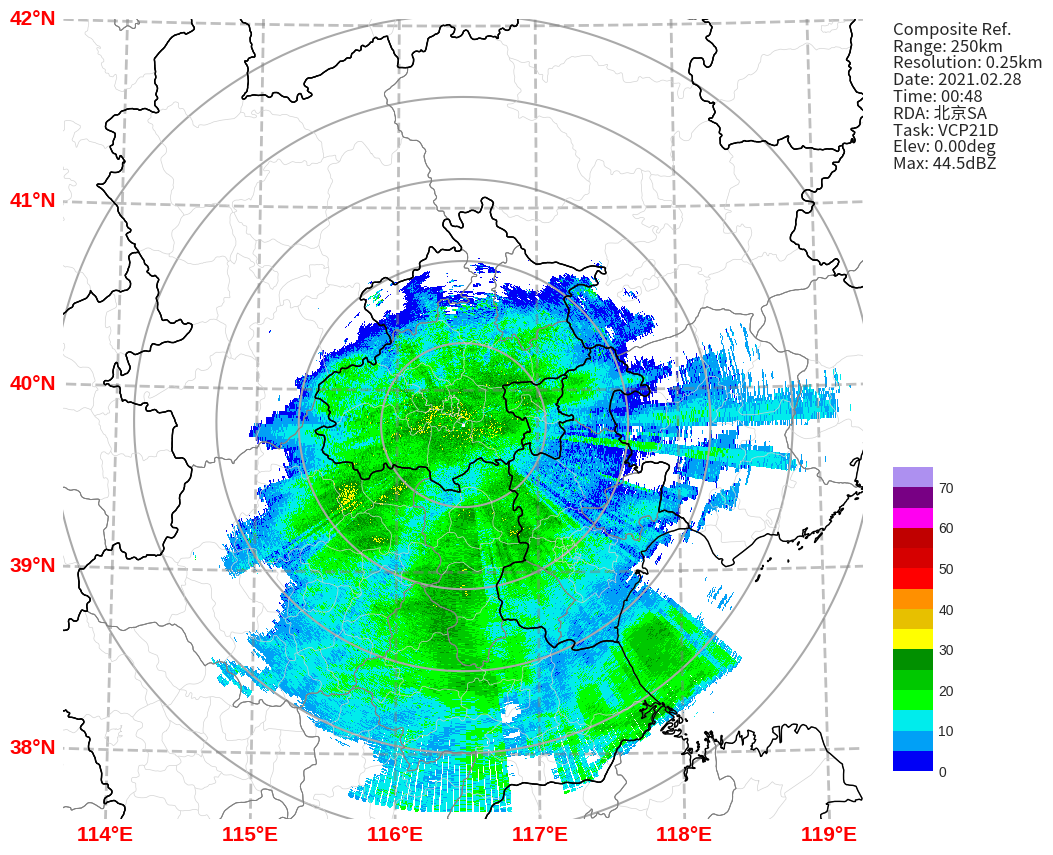 42°N
41°N
40°N
39°N
38°N
114°E
115°E
116°E
117°E
118°E
119°E
Composite Ref.
Range: 250km
Resolution: 0.25km
Date: 2021.02.28
Time: 00:48
RDA: 北京SA
Task: VCP21D
Elev: 0.00deg
Max: 44.5dBZ
70
60
50
40
30
20
10
0